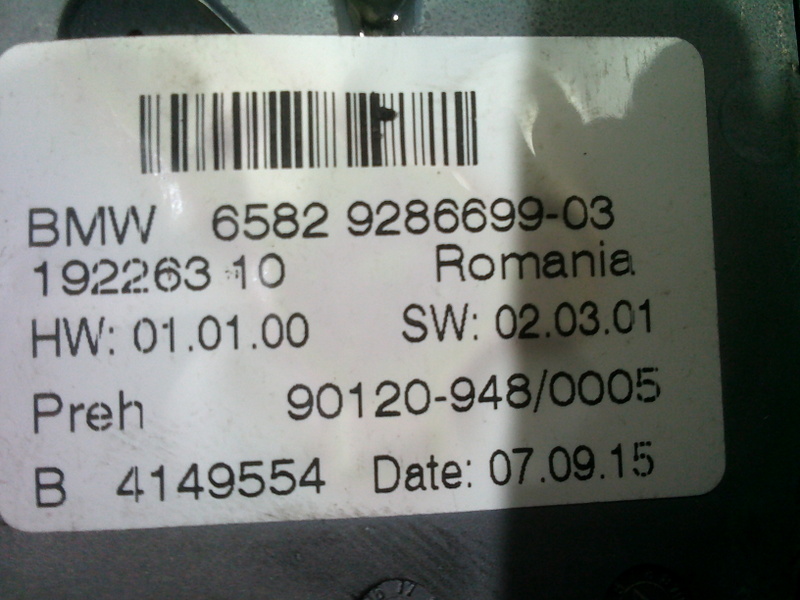 BMW 6582 9286699-03
192263 10 Romania
HW: 01.01.00 SW: 02.03.01
Preh 90120-948/0005
B 4149554 Date: 07.09.15